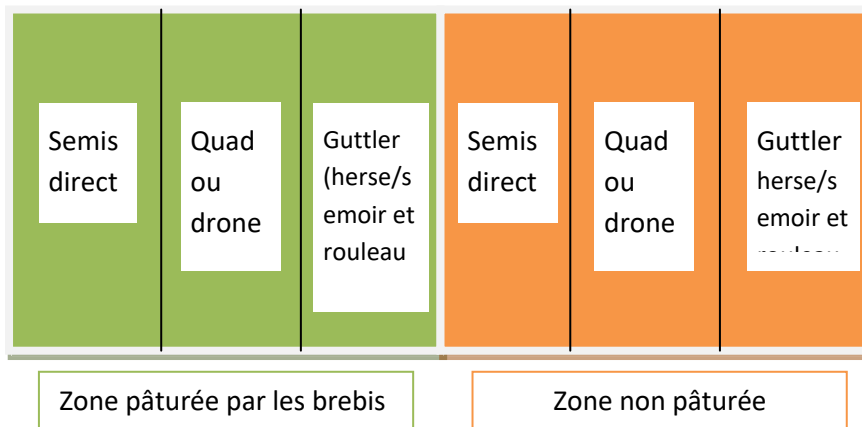 Semis
direct
Quad
ou
drone
Guttler
(herse/s
emoir et
rouleau
Semis
direct
Quad
ou
drone
Guttler
herse/s
emoir et
Zone pâturée par les brebis
Zone non pâturée